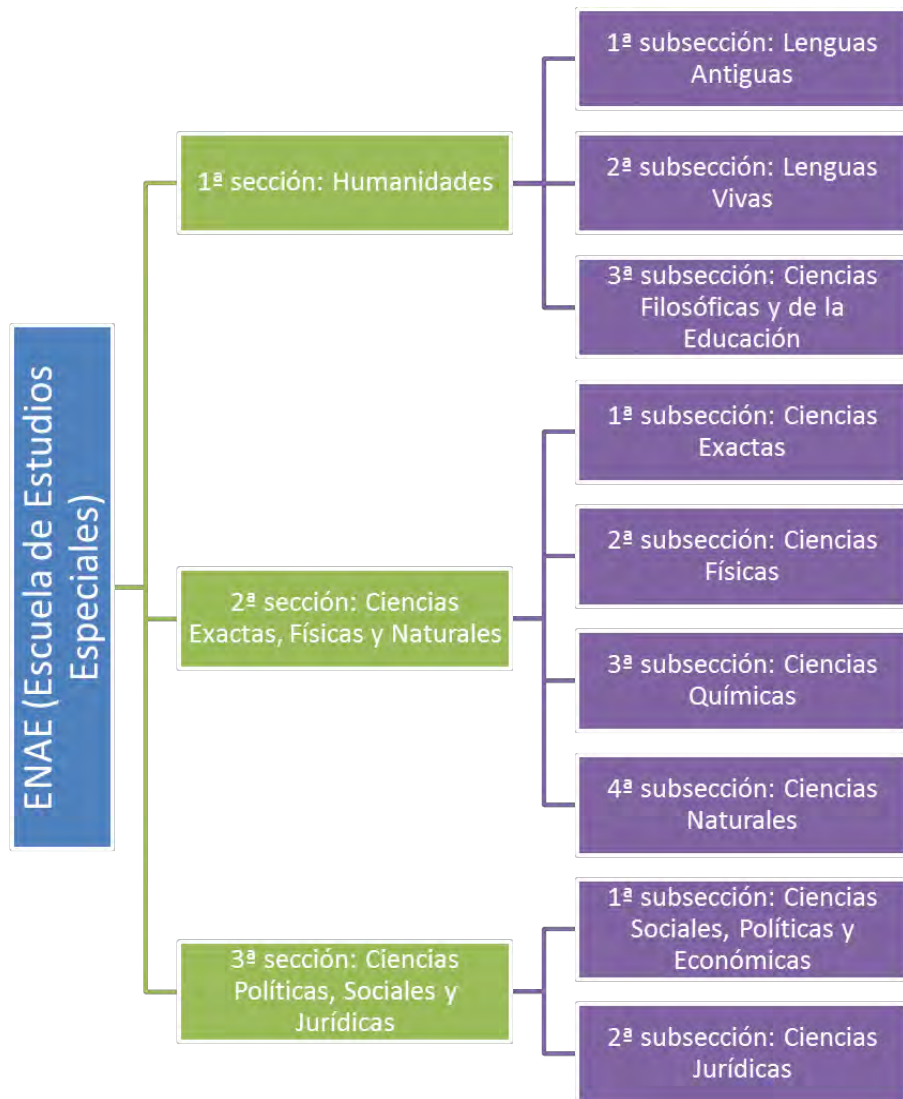 ENAE (Escuela de Estudios
Especiales)
1ª sección: Humanidades
1ª subsección: Lenguas
Antiguas
2ª subsección: Lenguas
Vivas
3ª subsección: Ciencias
Filosóficas y de la
Educación
2ª sección: Ciencias
Exactas, Físicas y Naturales
1ª subsección: Ciencias
Exactas
2ª subsección: Ciencias
Físicas
3ª subsección: Ciencias
Químicas
4ª subsección: Ciencias
Naturales
3ª sección: Ciencias
Políticas, Sociales y
Jurídicas
1ª subsección: Ciencias
Sociales, Políticas y
Económicas
2ª subsección: Ciencias
Jurídicas